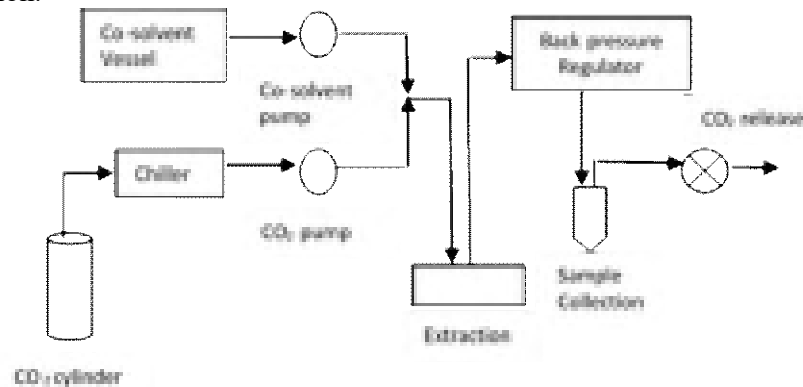 Co-solvent
Vessel
Back pressure
Regulator
Co-solvent
pump
CO₂ release
Chiller
CO₂ pump
Sample
Collection
Extraction
CO₂ cylinder